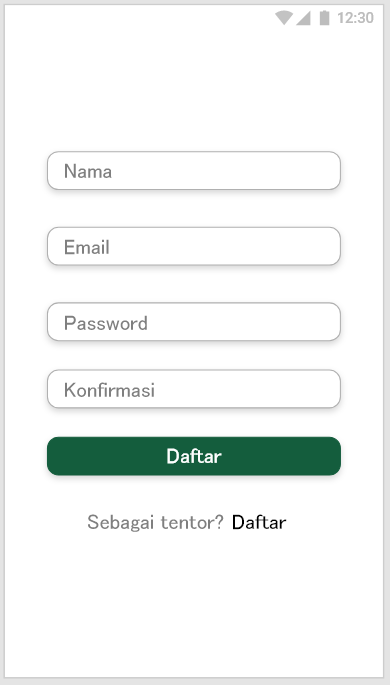 12:30
Nama
Email
Password
Konfirmasi
Daftar
Sebagai tentor? Daftar